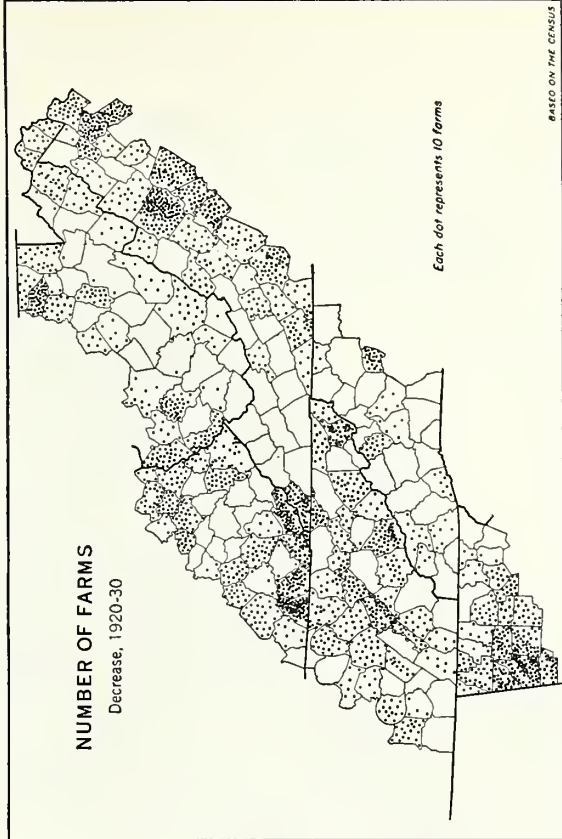 NUMBER OF FARMS
Decrease, 1920-30
Each dot represents 10 farms
BASED ON THE CENSUS